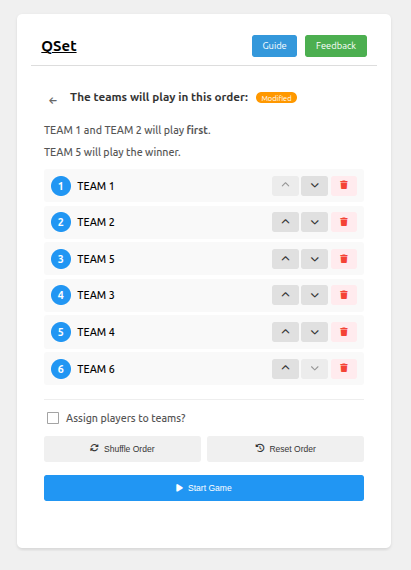 QSet
Guide
Feedback
The teams will play in this order:
Modified
TEAM 1 and TEAM 2 will play first.
TEAM 5 will play the winner.
1 TEAM 1
2 TEAM 2
3 TEAM 5
4 TEAM 3
5 TEAM 4
6 TEAM 6
Assign players to teams?
Shuffle Order
Reset Order
Start Game